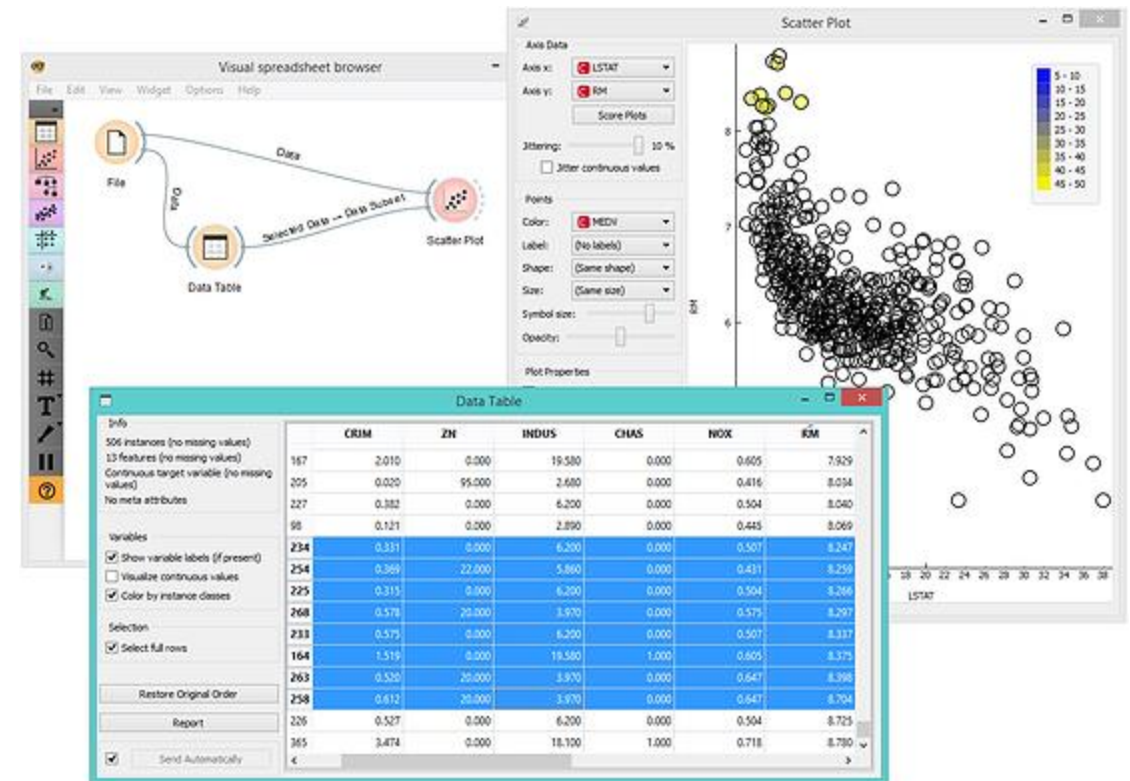 Scatter Plot
Visual spreadsheet browser
File Edit View Widget Options Help
File
Data
Data
Selected Data → Data Subset
Data Table
Scatter Plot
Axis Data
Axis x: C LSTAT
Axis y: C RM
Score Plots
Jittering: 10 %
Jitter continuous values
Points
Color: C MEDV
Label: (No labels)
Shape: (Same shape)
Size: (Same size)
Symbol size:
Opacity:
Plot Properties
5 - 10
10 - 15
15 - 20
20 - 25
25 - 30
30 - 35
35 - 40
40 - 45
45 - 50
8
7
6
RM
18 20 22 24 26 28 30 32 34 36 38
LSTAT
Data Table
Info
506 instances (no missing values)
13 features (no missing values)
Continuous target variable (no missing
values)
No meta attributes
Variables
Show variable labels (if present)
Visualize continuous values
Color by instance classes
Selection
Select full rows
Restore Original Order
Report
Send Automatically
CRIM ZN INDUS CHAS NOX RM
167 2.010 0.000 19.580 0.000 0.605 7.929
205 0.020 95.000 2.680 0.000 0.416 8.034
227 0.382 0.000 6.200 0.000 0.504 8.040
98 0.121 0.000 2.890 0.000 0.445 8.069
234 0.331 0.000 6.200 0.000 0.507 8.247
254 0.369 22.000 5.860 0.000 0.431 8.259
225 0.315 0.000 6.200 0.000 0.504 8.266
268 0.578 20.000 3.970 0.000 0.575 8.297
233 0.575 0.000 6.200 0.000 0.507 8.337
164 1.519 0.000 19.580 1.000 0.605 8.375
263 0.520 20.000 3.970 0.000 0.647 8.398
258 0.612 20.000 3.970 0.000 0.647 8.704
226 0.527 0.000 6.200 0.000 0.504 8.725
365 3.474 0.000 18.100 1.000 0.718 8.780